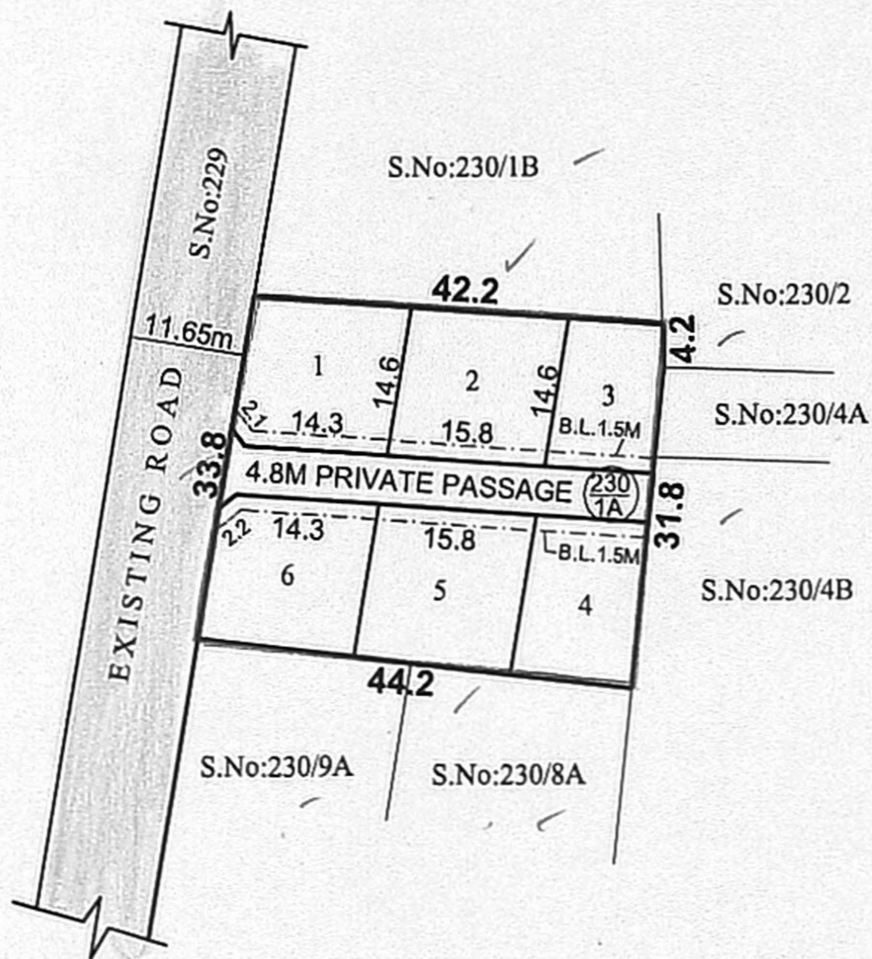 S.No:229
S.No:230/1B
42.2
S.No:230/2
4.2
11.65m
1
14.6
2
14.6
3
S.No:230/4A
2.1
14.3
15.8
B.L.1.5M
33.8
4.8M PRIVATE PASSAGE
230
1A
31.8
EXISTING ROAD
2.2
14.3
15.8
B.L.1.5M
6
5
4
S.No:230/4B
44.2
S.No:230/9A
S.No:230/8A